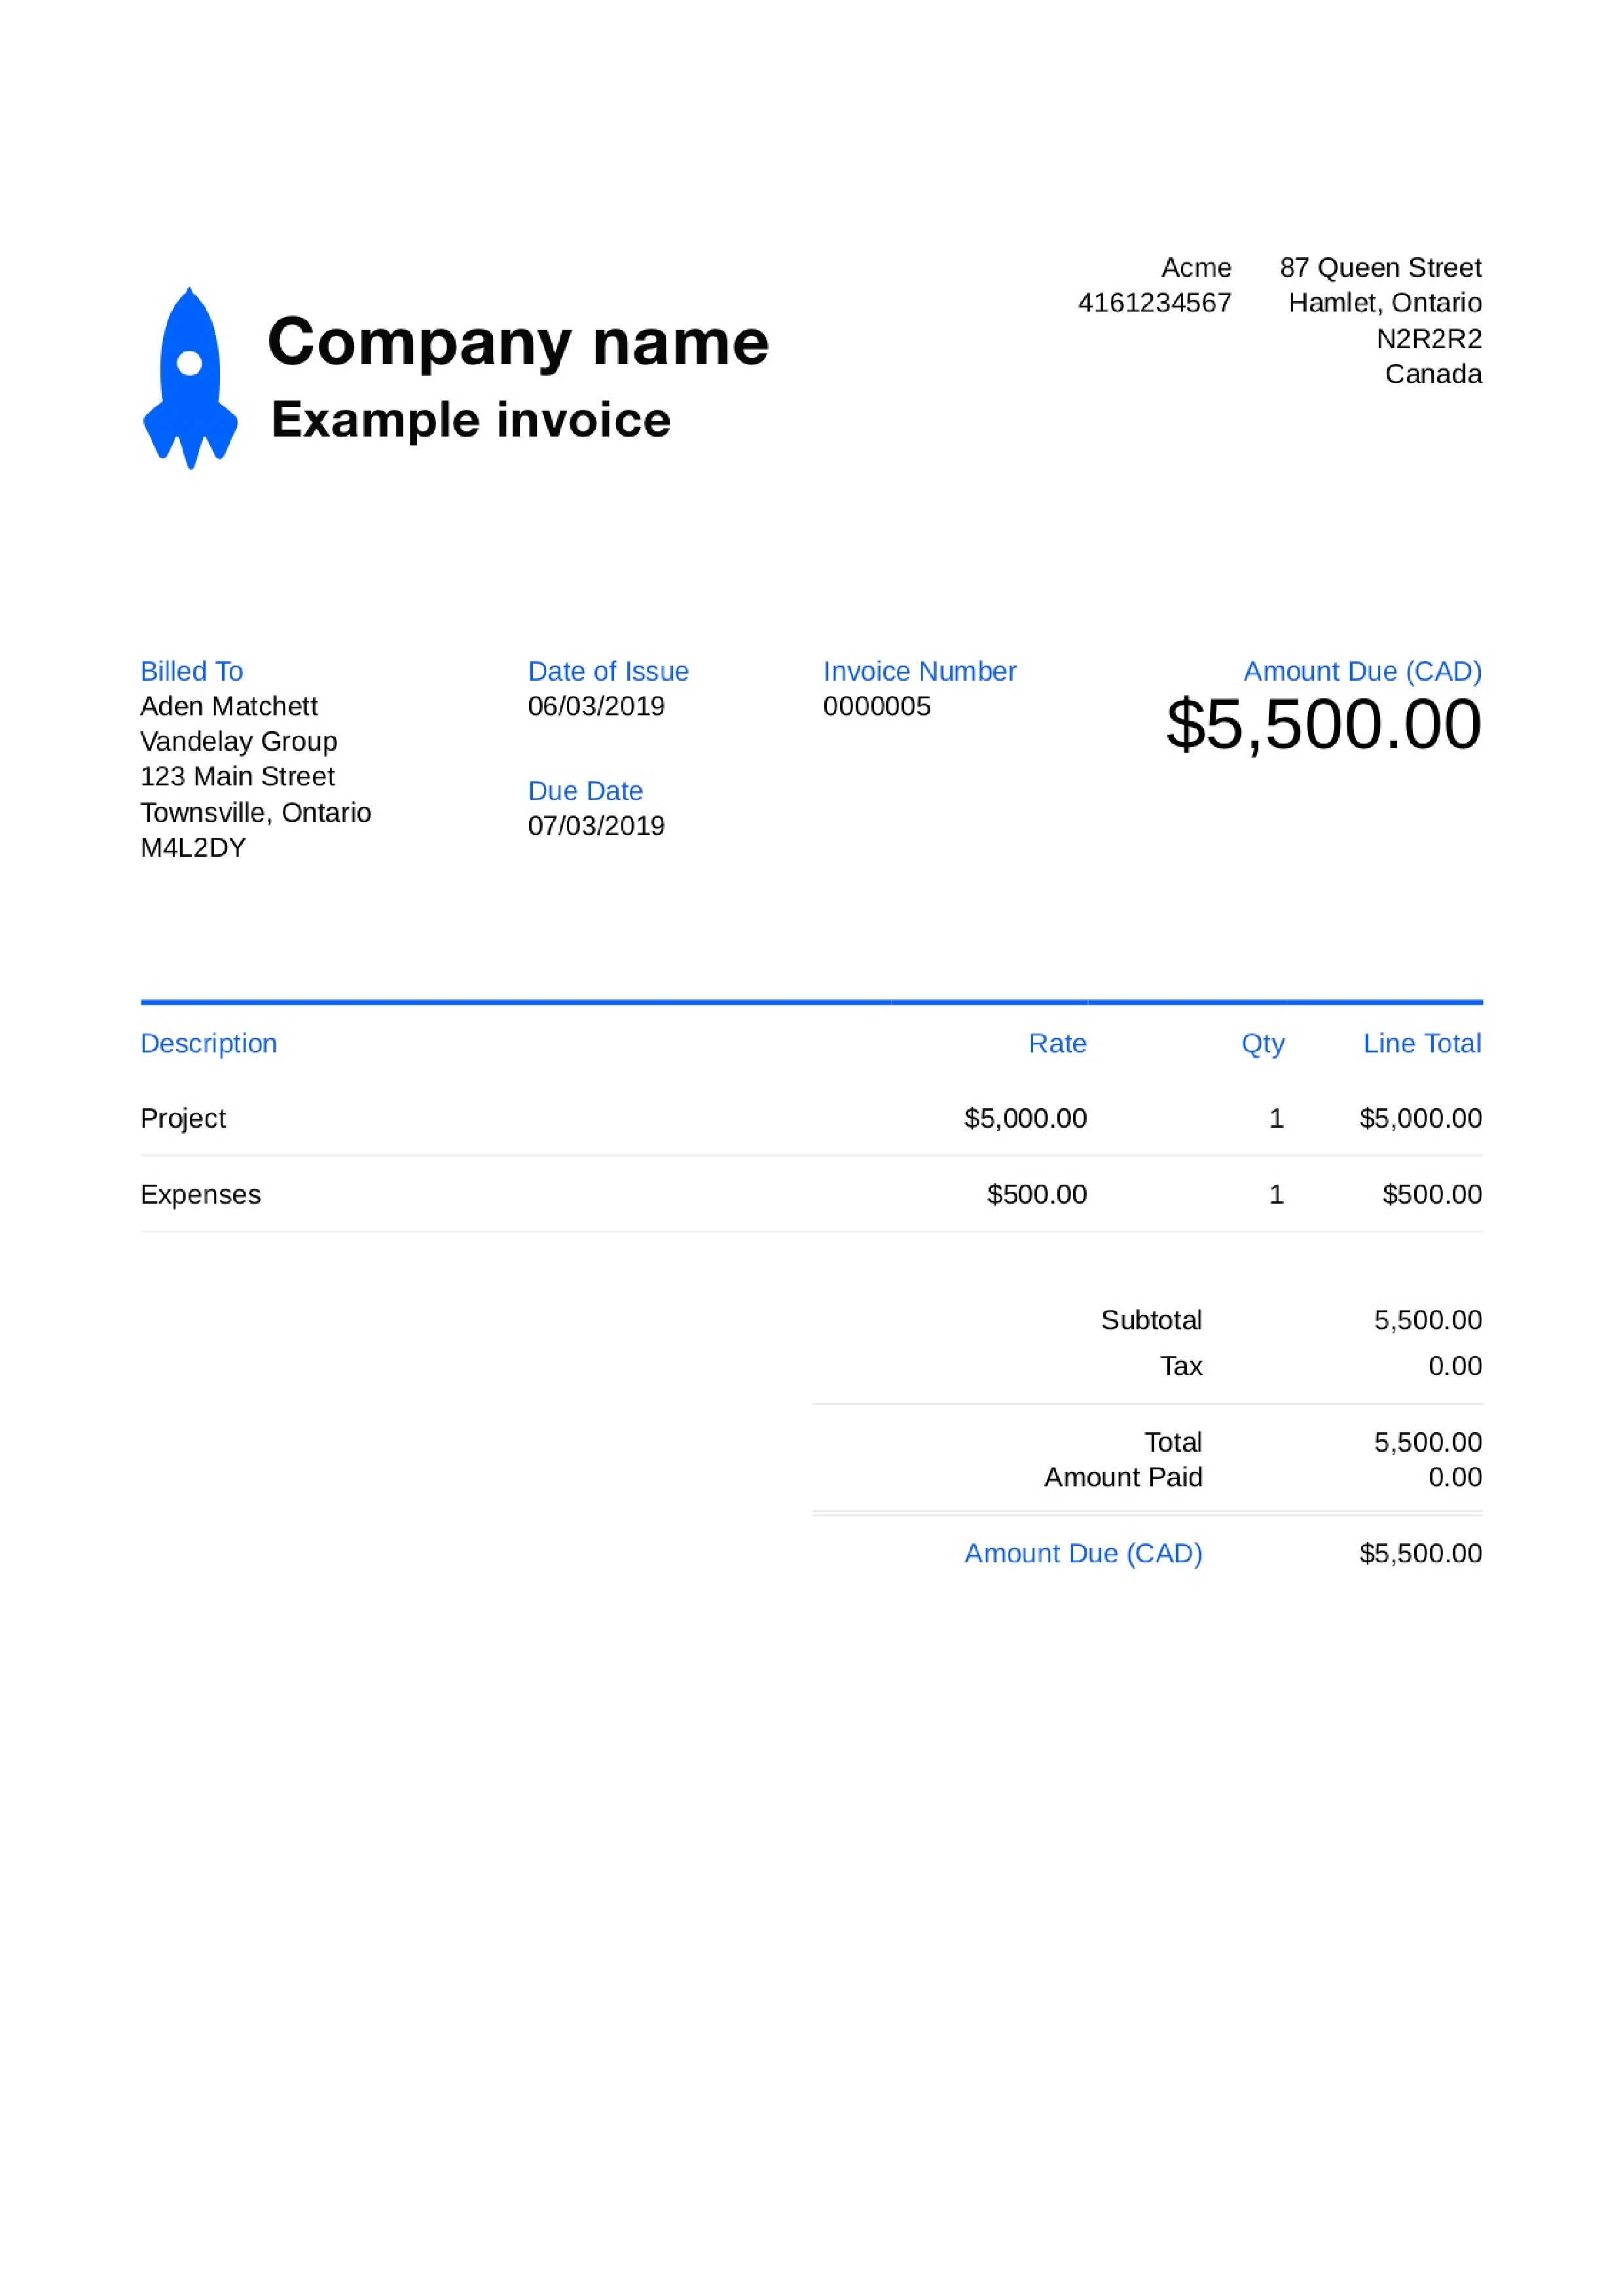 Acme
4161234567
87 Queen Street
Hamlet, Ontario
N2R2R2
Canada
Company name
Example invoice
Billed To
Aden Matchett
Vandelay Group
123 Main Street
Townsville, Ontario
M4L2DY
Date of Issue
06/03/2019
Due Date
07/03/2019
Invoice Number
0000005
Amount Due (CAD)
$5,500.00
Description Rate Qty Line Total
Project $5,000.00 1 $5,000.00
Expenses $500.00 1 $500.00
Subtotal 5,500.00
Tax 0.00
Total 5,500.00
Amount Paid 0.00
Amount Due (CAD) $5,500.00